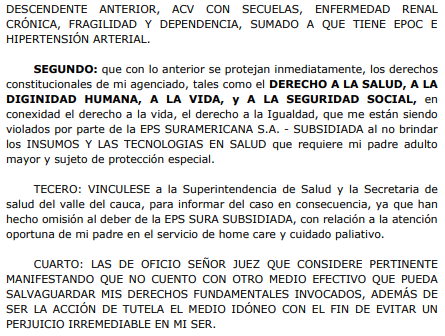 DESCENDENTE ANTERIOR, ACV CON SECUELAS, ENFERMEDAD RENAL
CRÓNICA, FRAGILIDAD Y DEPENDENCIA, SUMADO A QUE TIENE EPOC E
HIPERTENSIÓN ARTERIAL.
SEGUNDO: que con lo anterior se protejan inmediatamente, los derechos
constitucionales de mi agenciado, tales como el DERECHO A LA SALUD, A LA
DIGINIDAD HUMANA, A LA VIDA, y A LA SEGURIDAD SOCIAL, en
conexidad el derecho a la vida, el derecho a la Igualdad, que me están siendo
violados por parte de la EPS SURAMERICANA S.A. - SUBSIDIADA al no brindar
los INSUMOS Y LAS TECNOLOGIAS EN SALUD que requiere mi padre adulto
mayor y sujeto de protección especial.
TECERO: VINCULESE a la Superintendencia de Salud y la Secretaria de
salud del valle del cauca, para informar del caso en consecuencia, ya que han
hecho omisión al deber de la EPS SURA SUBSIDIADA, con relación a la atención
oportuna de mi padre en el servicio de home care y cuidado paliativo.
CUARTO: LAS DE OFICIO SEÑOR JUEZ QUE CONSIDERE PERTINENTE
MANIFESTANDO QUE NO CUENTO CON OTRO MEDIO EFECTIVO QUE PUEDA
SALVAGUARDAR MIS DERECHOS FUNDAMENTALES INVOCADOS, ADEMÁS DE
SER LA ACCIÓN DE TUTELA EL MEDIO IDÓNEO CON EL FIN DE EVITAR UN
PERJUICIO IRREMEDIABLE EN MI SER.